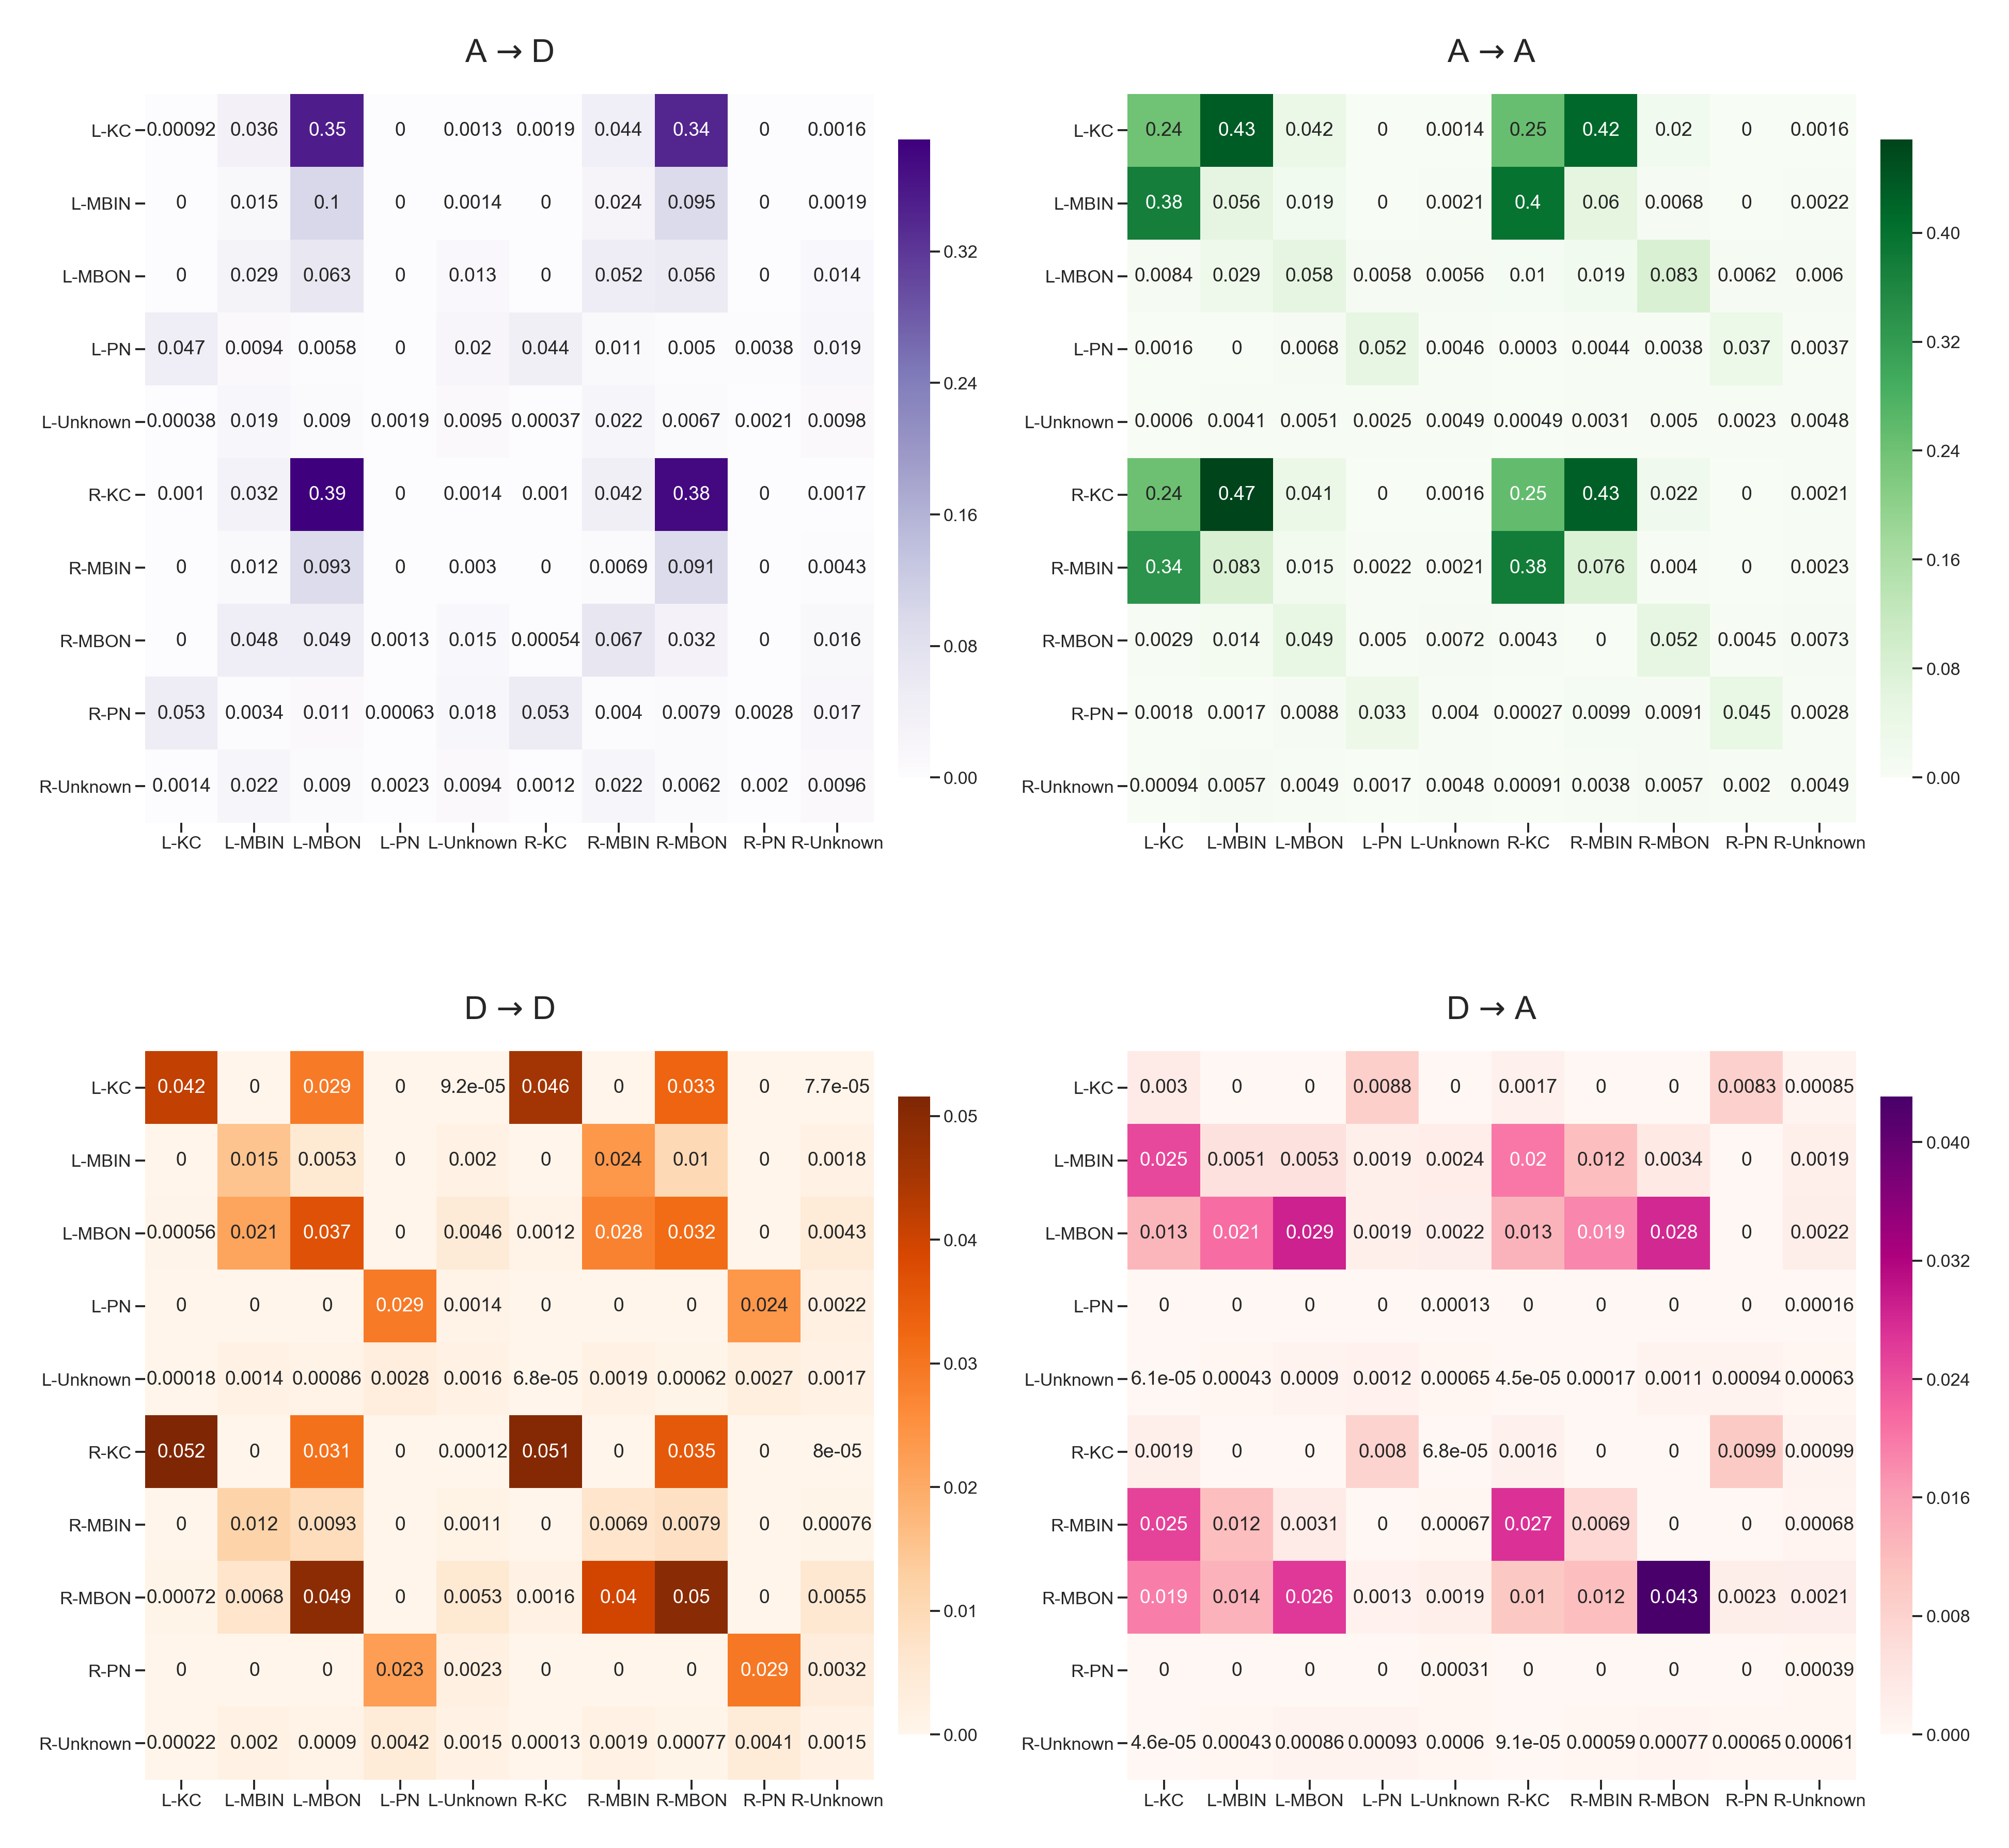 A → D
L-KC 0.00092 0.036 0.35 0 0.0013 0.0019 0.044 0.34 0 0.0016
L-MBIN 0 0.015 0.1 0 0.0014 0 0.024 0.095 0 0.0019
L-MBON 0 0.029 0.063 0 0.013 0 0.052 0.056 0 0.014
L-PN 0.047 0.0094 0.0058 0 0.02 0.044 0.011 0.005 0.0038 0.019
L-Unknown 0.00038 0.019 0.009 0.0019 0.0095 0.00037 0.022 0.0067 0.0021 0.0098
R-KC 0.001 0.032 0.39 0 0.0014 0.001 0.042 0.38 0 0.0017
R-MBIN 0 0.012 0.093 0 0.003 0 0.0069 0.091 0 0.0043
R-MBON 0 0.048 0.049 0.0013 0.015 0.00054 0.067 0.032 0 0.016
R-PN 0.053 0.0034 0.011 0.00063 0.018 0.053 0.004 0.0079 0.0028 0.017
R-Unknown 0.0014 0.022 0.009 0.0023 0.0094 0.0012 0.022 0.0062 0.002 0.0096
L-KC L-MBIN L-MBON L-PN L-Unknown R-KC R-MBIN R-MBON R-PN R-Unknown
0.32
0.24
0.16
0.08
0.00
A → A
L-KC 0.24 0.43 0.042 0 0.0014 0.25 0.42 0.02 0 0.0016
L-MBIN 0.38 0.056 0.019 0 0.0021 0.4 0.06 0.0068 0 0.0022
L-MBON 0.0084 0.029 0.058 0.0058 0.0056 0.01 0.019 0.083 0.0062 0.006
L-PN 0.0016 0 0.0068 0.052 0.0046 0.0003 0.0044 0.0038 0.037 0.0037
L-Unknown 0.0006 0.0041 0.0051 0.0025 0.0049 0.00049 0.0031 0.005 0.0023 0.0048
R-KC 0.24 0.47 0.041 0 0.0016 0.25 0.43 0.022 0 0.0021
R-MBIN 0.34 0.083 0.015 0.0022 0.0021 0.38 0.076 0.004 0 0.0023
R-MBON 0.0029 0.014 0.049 0.005 0.0072 0.0043 0 0.052 0.0045 0.0073
R-PN 0.0018 0.0017 0.0088 0.033 0.004 0.00027 0.0099 0.0091 0.045 0.0028
R-Unknown 0.00094 0.0057 0.0049 0.0017 0.0048 0.00091 0.0038 0.0057 0.002 0.0049
L-KC L-MBIN L-MBON L-PN L-Unknown R-KC R-MBIN R-MBON R-PN R-Unknown
0.40
0.32
0.24
0.16
0.08
0.00
D → D
L-KC 0.042 0 0.029 0 9.2e-05 0.046 0 0.033 0 7.7e-05
L-MBIN 0 0.015 0.0053 0 0.002 0 0.024 0.01 0 0.0018
L-MBON 0.00056 0.021 0.037 0 0.0046 0.0012 0.028 0.032 0 0.0043
L-PN 0 0 0 0.029 0.0014 0 0 0 0.024 0.0022
L-Unknown 0.00018 0.0014 0.00086 0.0028 0.0016 6.8e-05 0.0019 0.00062 0.0027 0.0017
R-KC 0.052 0 0.031 0 0.00012 0.051 0 0.035 0 8e-05
R-MBIN 0 0.012 0.0093 0 0.0011 0 0.0069 0.0079 0 0.00076
R-MBON 0.00072 0.0068 0.049 0 0.0053 0.0016 0.04 0.05 0 0.0055
R-PN 0 0 0 0.023 0.0023 0 0 0 0.029 0.0032
R-Unknown 0.00022 0.002 0.0009 0.0042 0.0015 0.00013 0.0019 0.00077 0.0041 0.0015
L-KC L-MBIN L-MBON L-PN L-Unknown R-KC R-MBIN R-MBON R-PN R-Unknown
0.05
0.04
0.03
0.02
0.01
0.00
D → A
L-KC 0.003 0 0 0.0088 0 0.0017 0 0 0.0083 0.00085
L-MBIN 0.025 0.0051 0.0053 0.0019 0.0024 0.02 0.012 0.0034 0 0.0019
L-MBON 0.013 0.021 0.029 0.0019 0.0022 0.013 0.019 0.028 0 0.0022
L-PN 0 0 0 0 0.00013 0 0 0 0 0.00016
L-Unknown 6.1e-05 0.00043 0.0009 0.0012 0.00065 4.5e-05 0.00017 0.0011 0.00094 0.00063
R-KC 0.0019 0 0 0.008 6.8e-05 0.0016 0 0 0.0099 0.00099
R-MBIN 0.025 0.012 0.0031 0 0.00067 0.027 0.0069 0 0 0.00068
R-MBON 0.019 0.014 0.026 0.0013 0.0019 0.01 0.012 0.043 0.0023 0.0021
R-PN 0 0 0 0 0.00031 0 0 0 0 0.00039
R-Unknown 4.6e-05 0.00043 0.00086 0.00093 0.0006 9.1e-05 0.00059 0.00077 0.00065 0.00061
L-KC L-MBIN L-MBON L-PN L-Unknown R-KC R-MBIN R-MBON R-PN R-Unknown
0.040
0.032
0.024
0.016
0.008
0.000